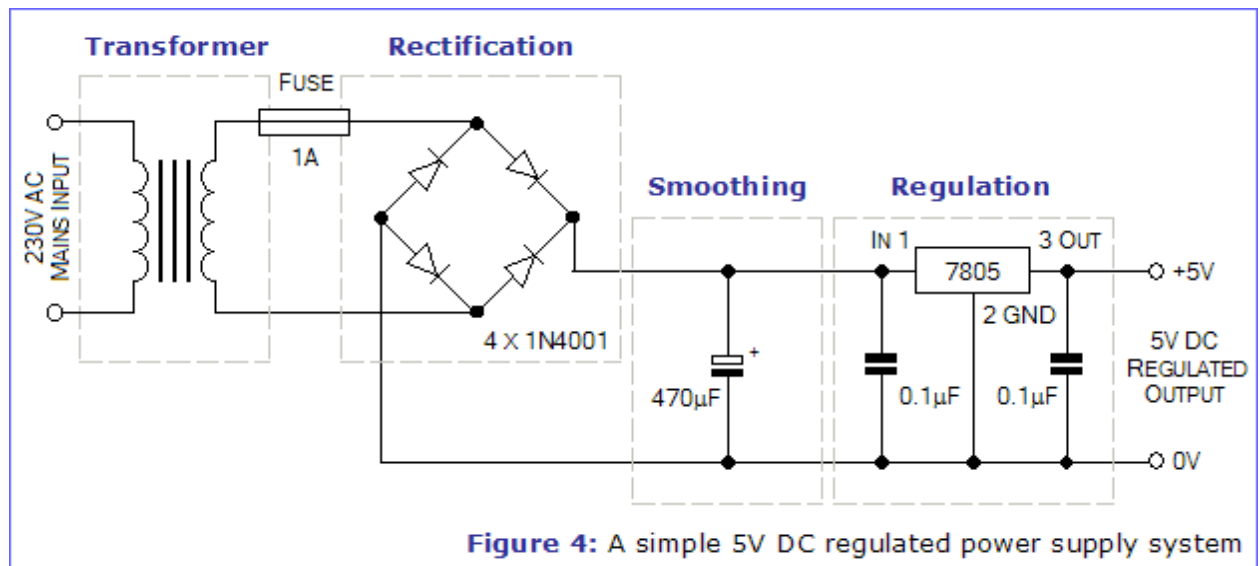 Transformer
Rectification
FUSE
1A
230V AC
MAINS INPUT
4 X 1N4001
Smoothing
470µF
+
Regulation
IN 1
3 OUT
7805
2 GND
0.1µF
0.1µF
+5V
5V DC
REGULATED
OUTPUT
0V
Figure 4: A simple 5V DC regulated power supply system